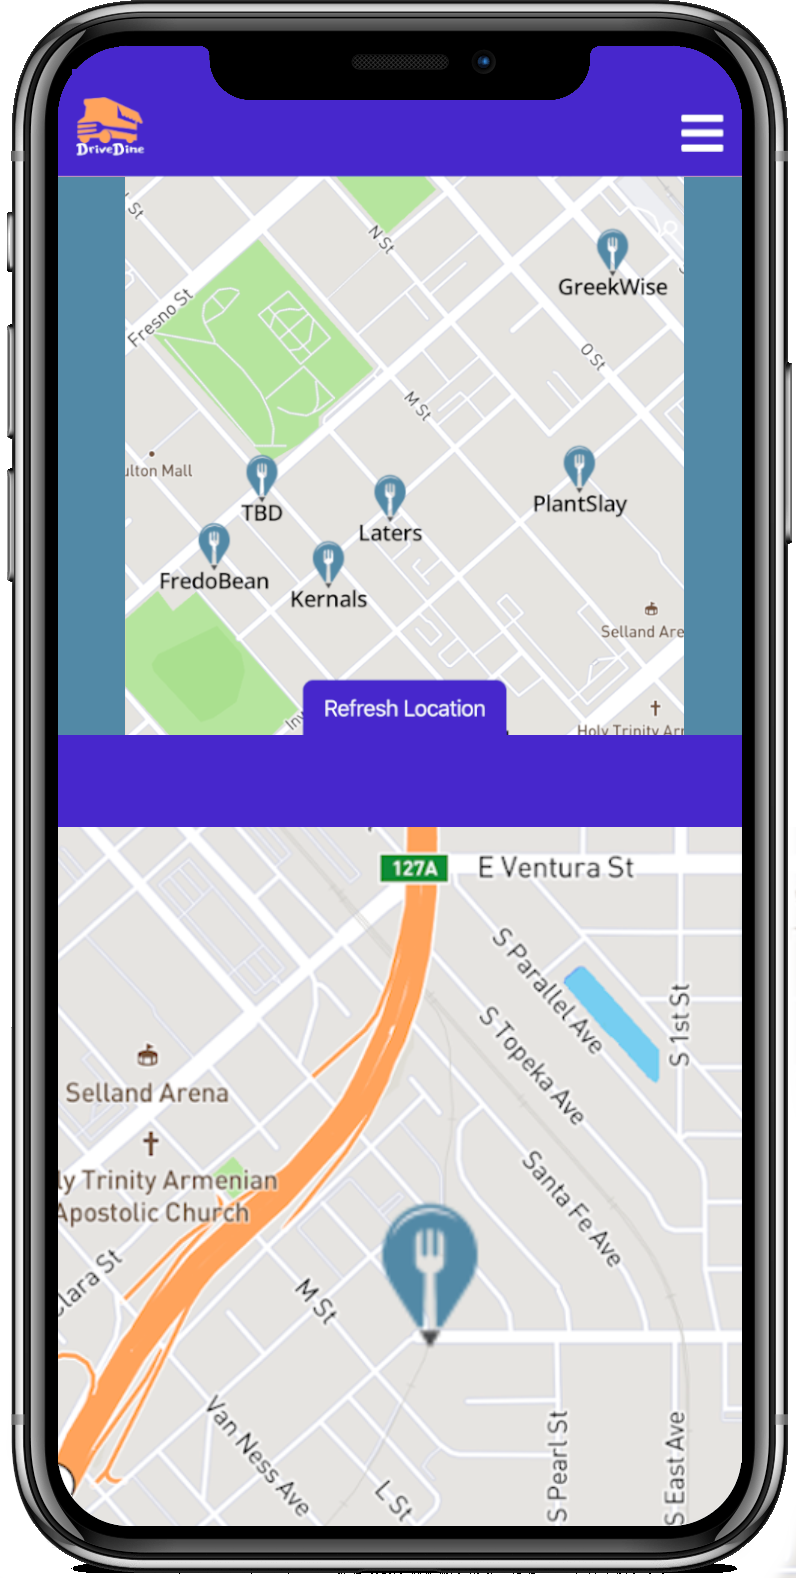 DriveDine
St
N St
GreekWise
Fresno St
O St
M St
ulton Mall
TBD
Laters
PlantSlay
FredoBean
Kernals
Selland Are
Refresh Location
Holy Trinity Arm
127A
E Ventura St
S Parallel Ave
S 1st St
S Topeka Ave
Selland Arena
ly Trinity Armenian
Apostolic Church
Santa Fe Ave
Clara St
M St
Van Ness Ave
L St
S Pearl St
S East Ave